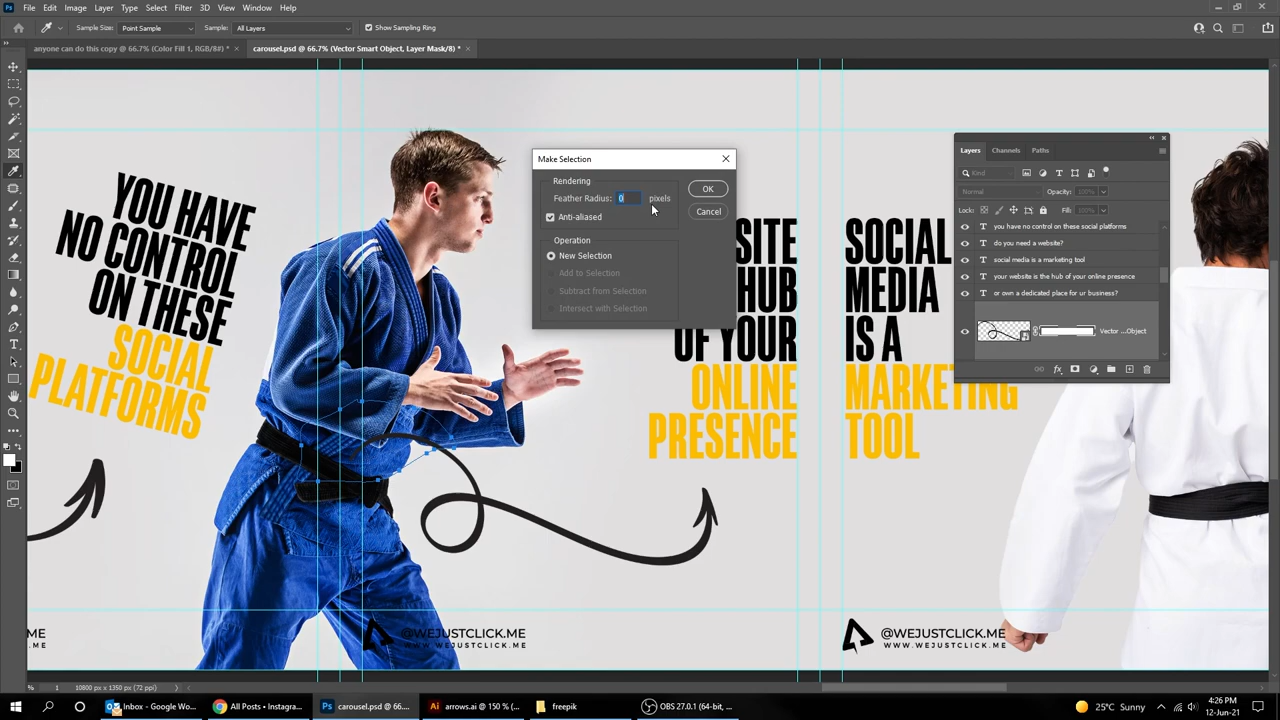 File Edit Image Layer Type Select Filter 3D View Window Help
Sample Size: Point Sample Sample: All Layers Show Sampling Ring
anyone can do this copy @ 66.7% (Color Fill 1, RGB/8#) * ×
carousel.psd @ 66.7% (Vector Smart Object, Layer Mask/8) * ×
YOU HAVE
NO CONTROL
ON THESE
SOCIAL
PLATFORMS
Make Selection
Rendering
Feather Radius: 0 pixels
Anti-aliased
Operation
New Selection
Add to Selection
Subtract from Selection
Intersect with Selection
OK
Cancel
SITE
HUB
OF YOUR
ONLINE
PRESENCE
SOCIAL
MEDIA
IS A
MARKETING
TOOL
Layers Channels Paths
Kind
Normal Opacity: 100%
Lock: Fill: 100%
you have no control on these social platforms
do you need a website?
social media is a marketing tool
your website is the hub of your online presence
or own a dedicated place for ur business?
Vector ...Object
ME
ME
@WEJUSTCLICK.ME
WWW.WEJUSTCLICK.ME
@WEJUSTCLICK.ME
WWW.WEJUSTCLICK.ME
% 1 10800 px x 1350 px (72 ppi)
Inbox - Google Wo...
All Posts • Instagra...
carousel.psd @ 66....
arrows.ai @ 150 % (...
freepik
OBS 27.0.1 (64-bit, ...
25°C Sunny
4:26 PM
12-Jun-21